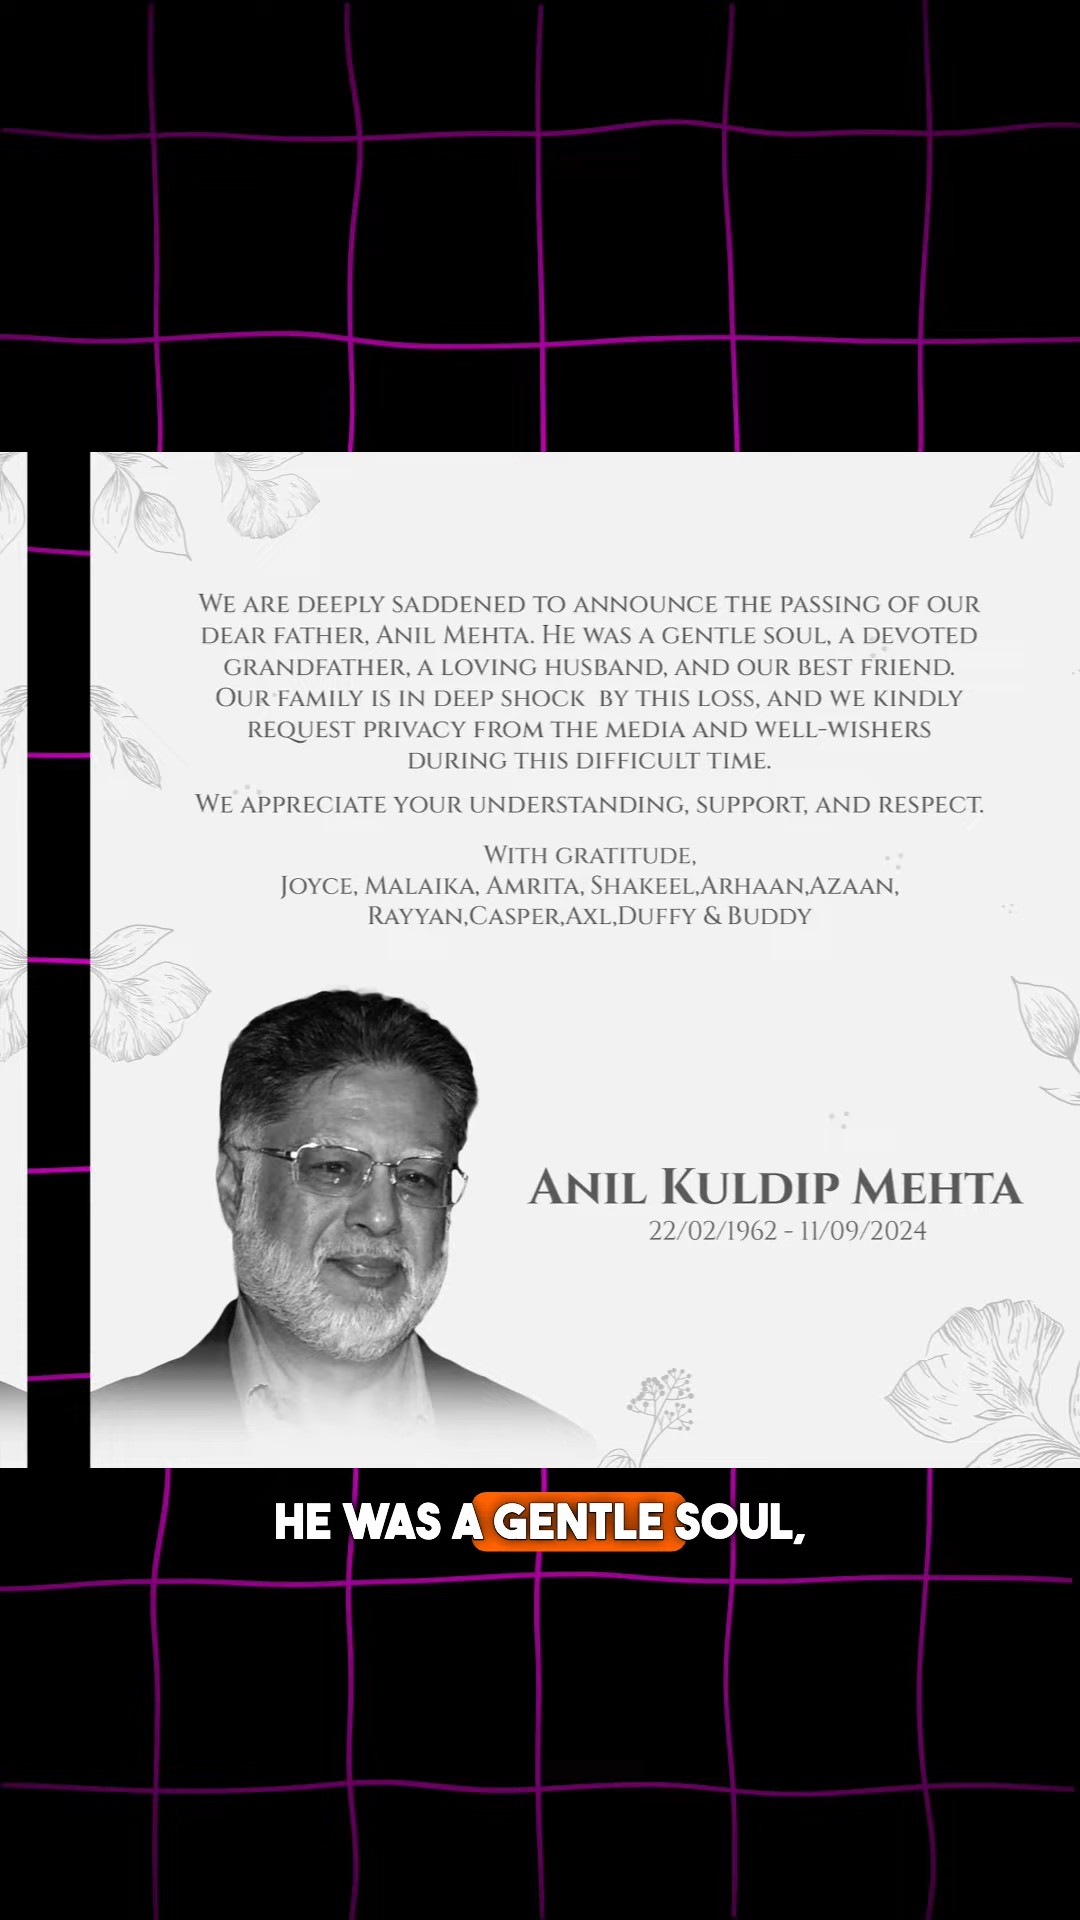 We are deeply saddened to announce the passing of our
dear father, Anil Mehta. He was a gentle soul, a devoted
grandfather, a loving husband, and our best friend.
Our family is in deep shock  by this loss, and we kindly
request privacy from the media and well-wishers
during this difficult time.
We appreciate your understanding, support, and respect.
With gratitude,
Joyce, Malaika, Amrita, Shakeel,Arhaan,Azaan,
Rayyan,Casper,Axl,Duffy & Buddy
Anil Kuldip Mehta
22/02/1962 - 11/09/2024
HE WAS A GENTLE SOUL,